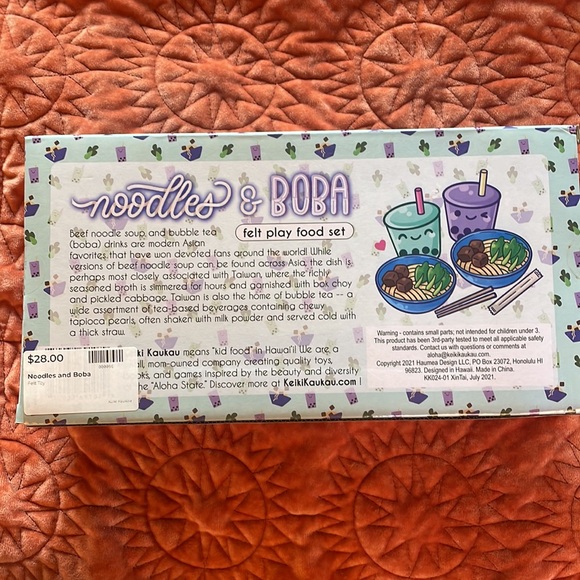 noodles & BOBA
felt play food set
Beef noodle soup and bubble tea
(boba) drinks are modern Asian
favorites that have won devoted fans around the world! While
versions of beef noodle soup can be found across Asia, the dish is
perhaps most closely associated with Taiwan, where the richly
seasoned broth is simmered for hours and garnished with bok choy
and pickled cabbage. Taiwan is also the home of bubble tea -- a
wide assortment of tea-based beverages containing chewy
tapioca pearls, often shaken with milk powder and served cold with
a thick straw.
ki Kaukau means "kid food" in Hawai'i! We are a
ll, mom-owned company creating quality toys,
ks, and games inspired by the beauty and diversity
the "Aloha State." Discover more at KeikiKaukau.com!
$28.00
Noodles and Boba
Felt Toy
Warning - contains small parts; not intended for children under 3.
This product has been 3rd-party tested to meet all applicable safety
standards. Contact us with questions or comments at
aloha@keikikaukau.com
Copyright 2021 Haumea Design LLC, PO Box 23072, Honolulu HI
96823. Designed in Hawaii. Made in China.
KK024-01 XinTai, July 2021.